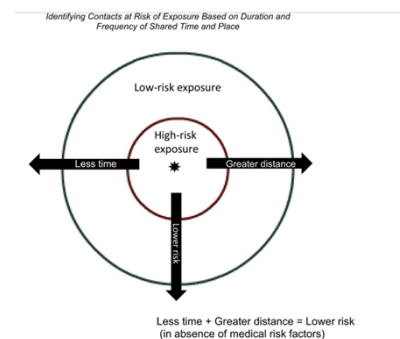 Identifying Contacts at Risk of Exposure Based on Duration and
Frequency of Shared Time and Place
Low-risk exposure
High-risk
exposure
Less time
Greater distance
Lower risk
Less time + Greater distance = Lower risk
(in absence of medical risk factors)